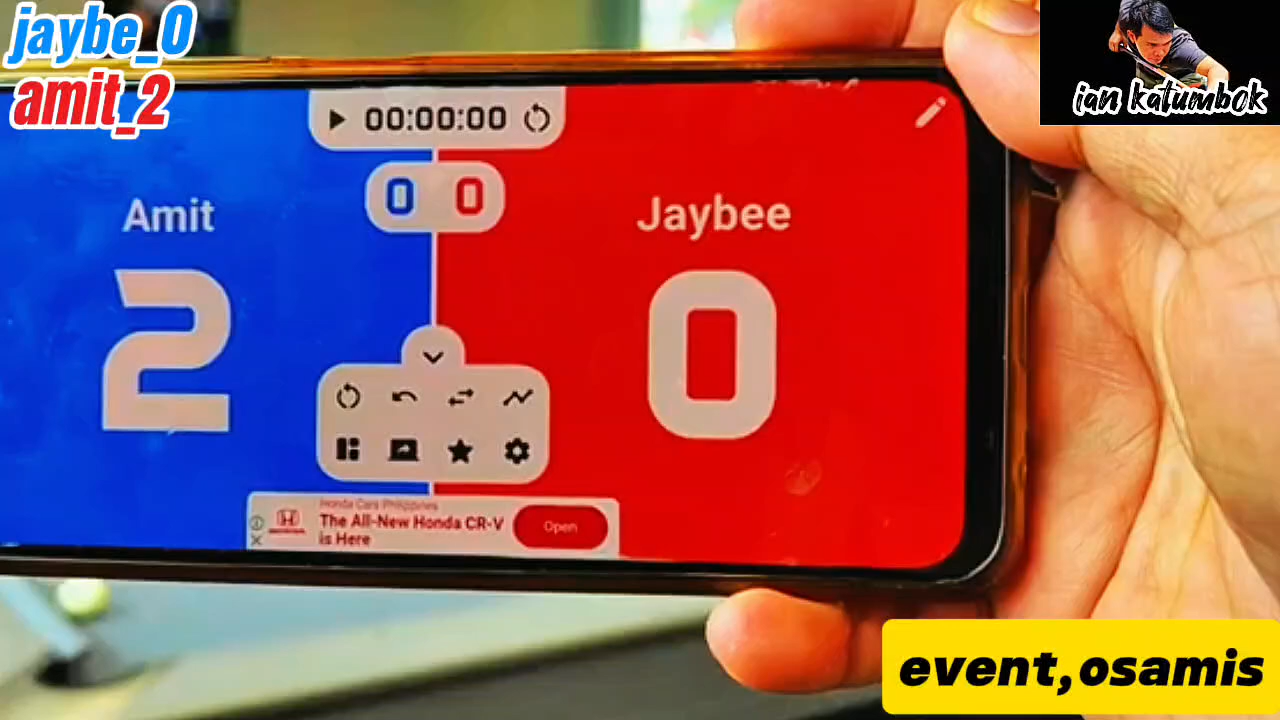 jaybe_0
amit_2
ian katumbok
00:00:00
0 0
Amit
Jaybee
2
0
Honda Cars Philippines
The All-New Honda CR-V
is Here
Open
event,osamis